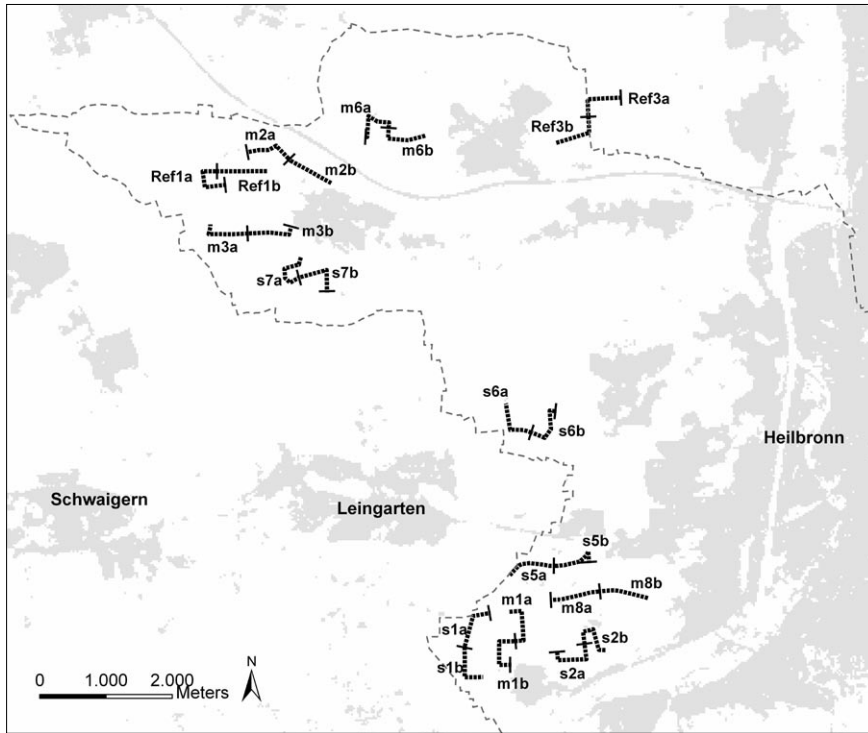 Ref3a
m6a
Ref3b
m6b
m2a
Ref1a
m2b
Ref1b
m3b
m3a
s7b
s7a
s6a
s6b
Heilbronn
Schwaigern
Leingarten
s5b
s5a
m8b
m1a
m8a
s1a
s2b
s1b
s2a
m1b
N
0 1.000 2.000
Meters